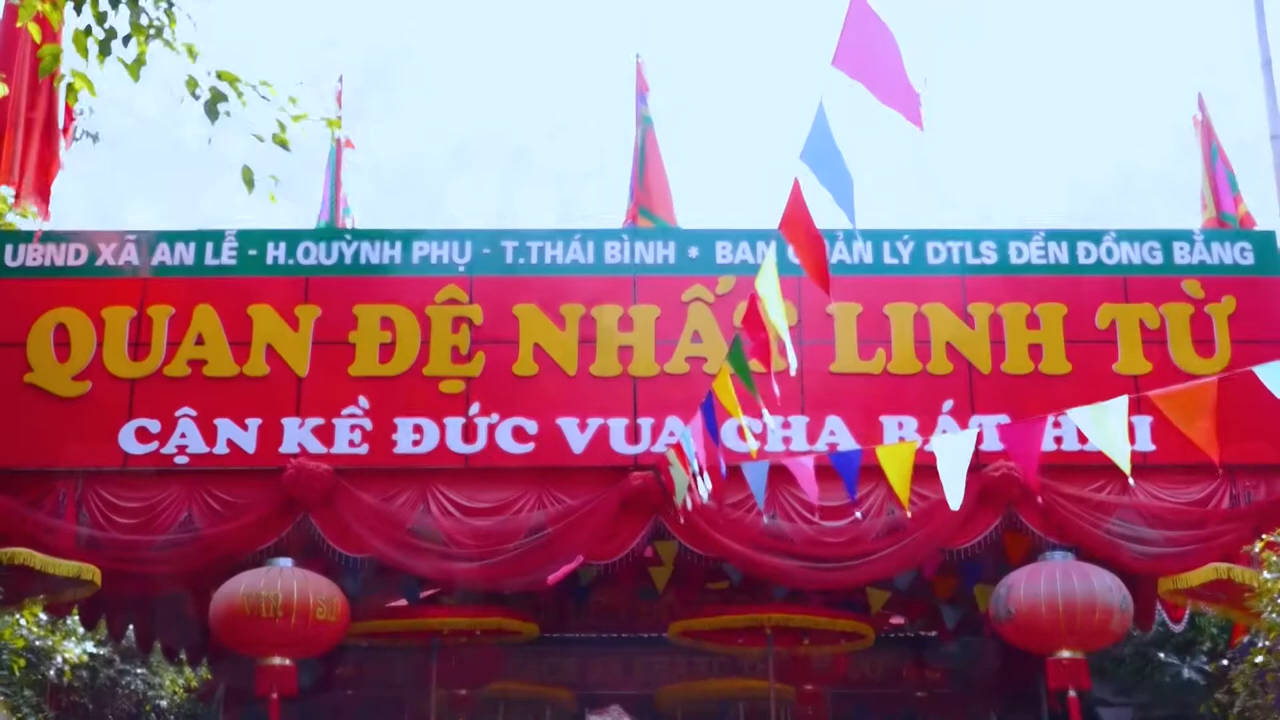 UBND XÃ AN LỄ - H.QUỲNH PHỤ - T.THÁI BÌNH * BAN QUẢN LÝ DTLS ĐỀN ĐỒNG BẰNG
QUAN ĐỆ NHẤT LINH TỪ
CẬN KỀ ĐỨC VUA CHA BÁT HẢI